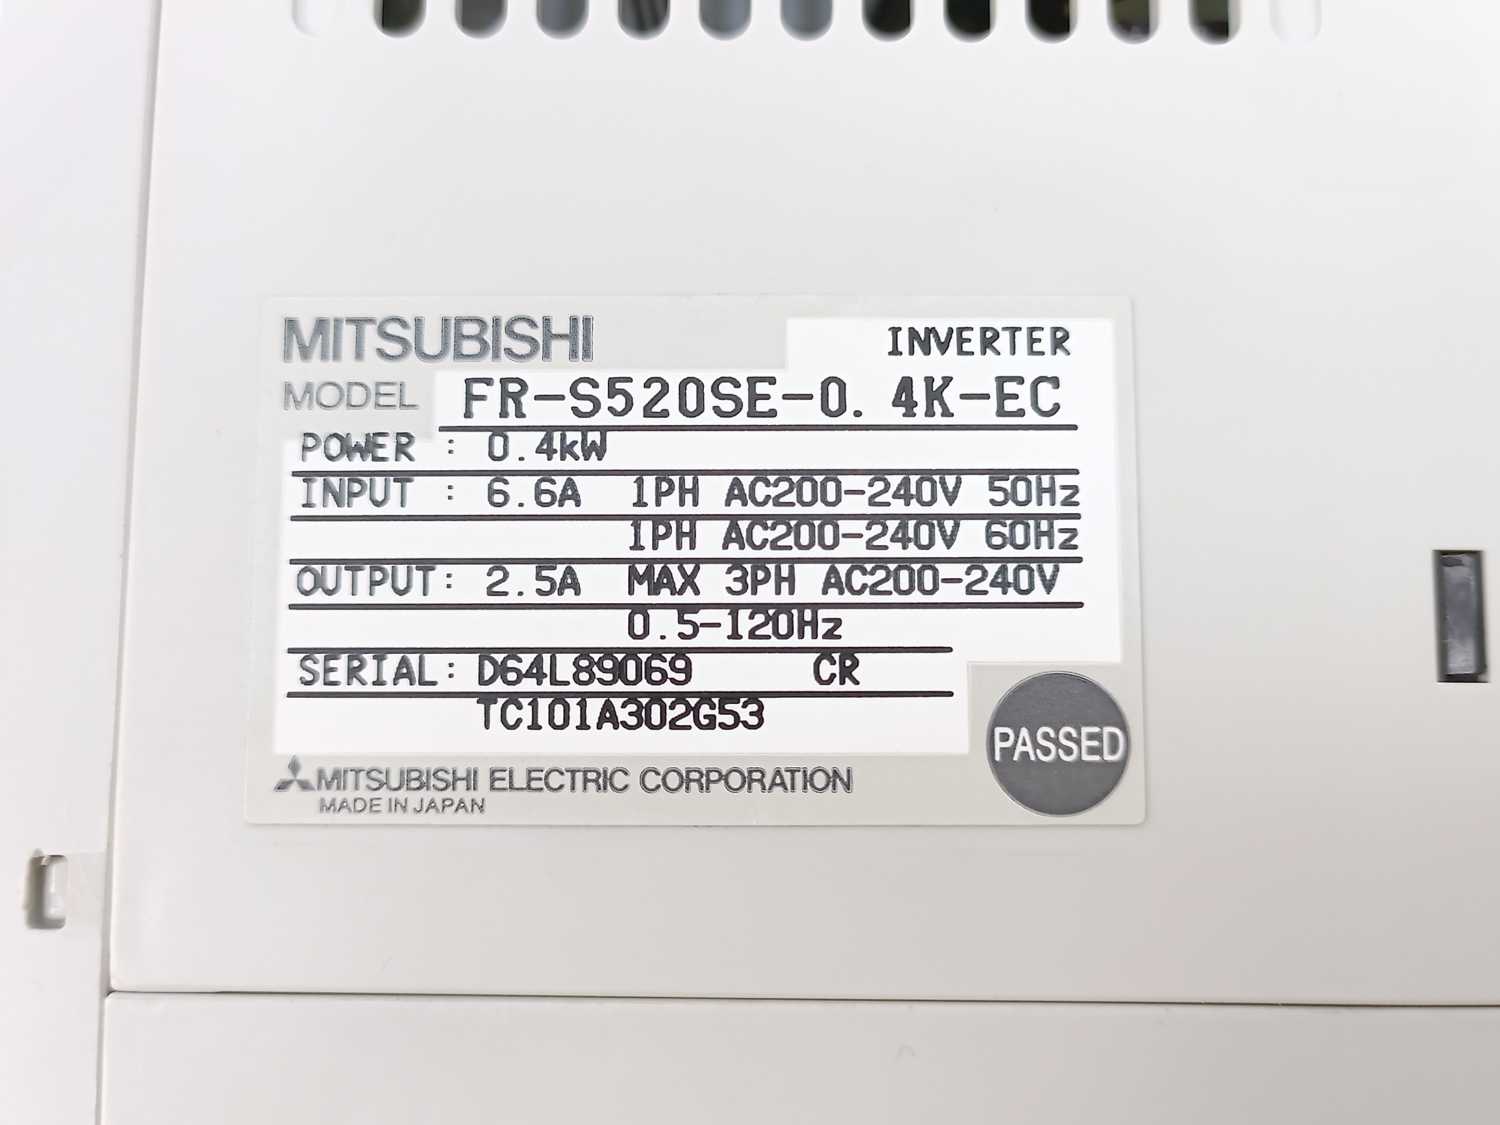 MITSUBISHI
INVERTER
MODEL FR-S520SE-0.4K-EC
POWER : 0.4kW
INPUT : 6.6A 1PH AC200-240V 50Hz
1PH AC200-240V 60Hz
OUTPUT: 2.5A MAX 3PH AC200-240V
0.5-120Hz
SERIAL: D64L89069 CR
TC101A302G53
PASSED
MITSUBISHI ELECTRIC CORPORATION
MADE IN JAPAN